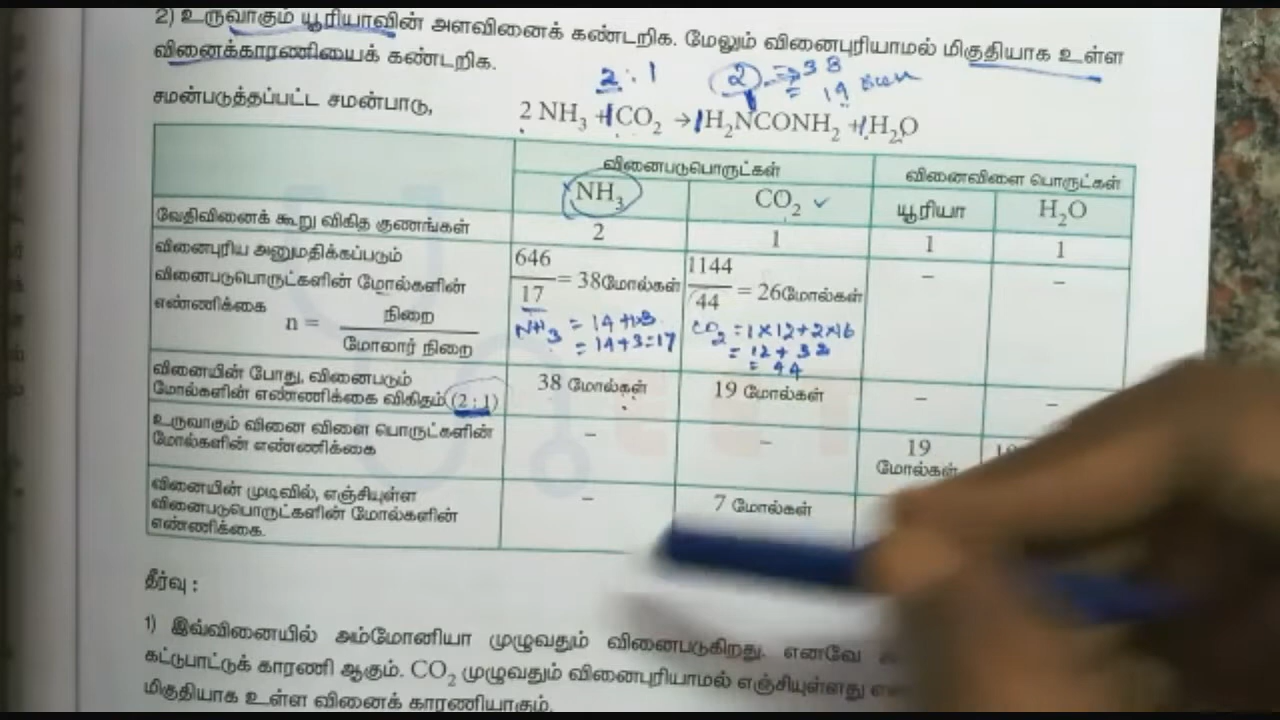 2) உருவாகும் யூரியாவின் அளவினைக் கண்டறிக. மேலும் வினைபுரியாமல் மிகுதியாக உள்ள
வினைக்காரணியைக் கண்டறிக.
2 : 1
2 => 38
= 19
சமன்படுத்தப்பட்ட சமன்பாடு,
2 NH₃ + 1CO₂ → 1H₂NCONH₂ + 1H₂O
வினைபடுபொருட்கள் வினைவிளை பொருட்கள்
NH₃ CO₂ ✓ யூரியா H₂O
வேதிவினைக் கூறு விகித குணங்கள் 2 1 1 1
வினைபுரிய அனுமதிக்கப்படும்
வினைபடுபொருட்களின் மோல்களின்
எண்ணிக்கை
n = நிறை / மோலார் நிறை
646 / 17 = 38மோல்கள்
NH₃ = 14+1×3
= 14+3=17
1144 / 44 = 26மோல்கள்
CO₂ = 1×12+2×16
= 12 + 32
= 44
– –
வினையின் போது, வினைபடும்
மோல்களின் எண்ணிக்கை விகிதம் (2 : 1) 38 மோல்கள் 19 மோல்கள் – –
உருவாகும் வினை விளை பொருட்களின்
மோல்களின் எண்ணிக்கை – – 19
மோல்கள்
வினையின் முடிவில், எஞ்சியுள்ள
வினைபடுபொருட்களின் மோல்களின்
எண்ணிக்கை. – 7 மோல்கள்
தீர்வு :
1) இவ்வினையில் அம்மோனியா முழுவதும் வினைபடுகிறது. எனவே
கட்டுபாட்டுக் காரணி ஆகும். CO₂ முழுவதும் வினைபுரியாமல் எஞ்சியுள்ளது
மிகுதியாக உள்ள வினைக் காரணியாகும்.